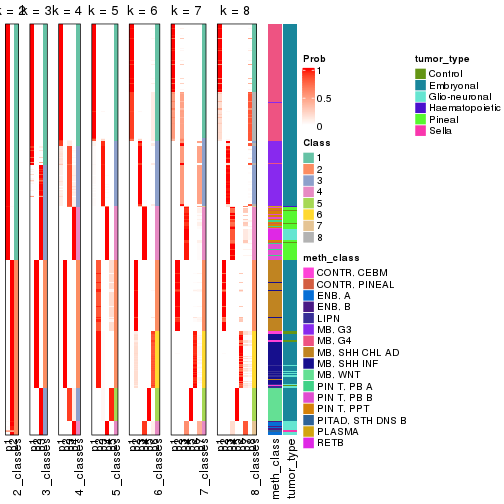 k = 2
k = 3
k = 4
k = 5
k = 6
k = 7
k = 8
Prob
1
0.5
0
Class
1
2
3
4
5
6
7
8
meth_class
CONTR. CEBM
CONTR. PINEAL
ENB. A
ENB. B
LIPN
MB. G3
MB. G4
MB. SHH CHL AD
MB. SHH INF
MB. WNT
PIN T. PB A
PIN T. PB B
PIN T. PPT
PITAD. STH DNS B
PLASMA
RETB
tumor_type
Control
Embryonal
Glio-neuronal
Haematopoietic
Pineal
Sella
2_classes
3_classes
4_classes
5_classes
6_classes
7_classes
8_classes
meth_class
tumor_type